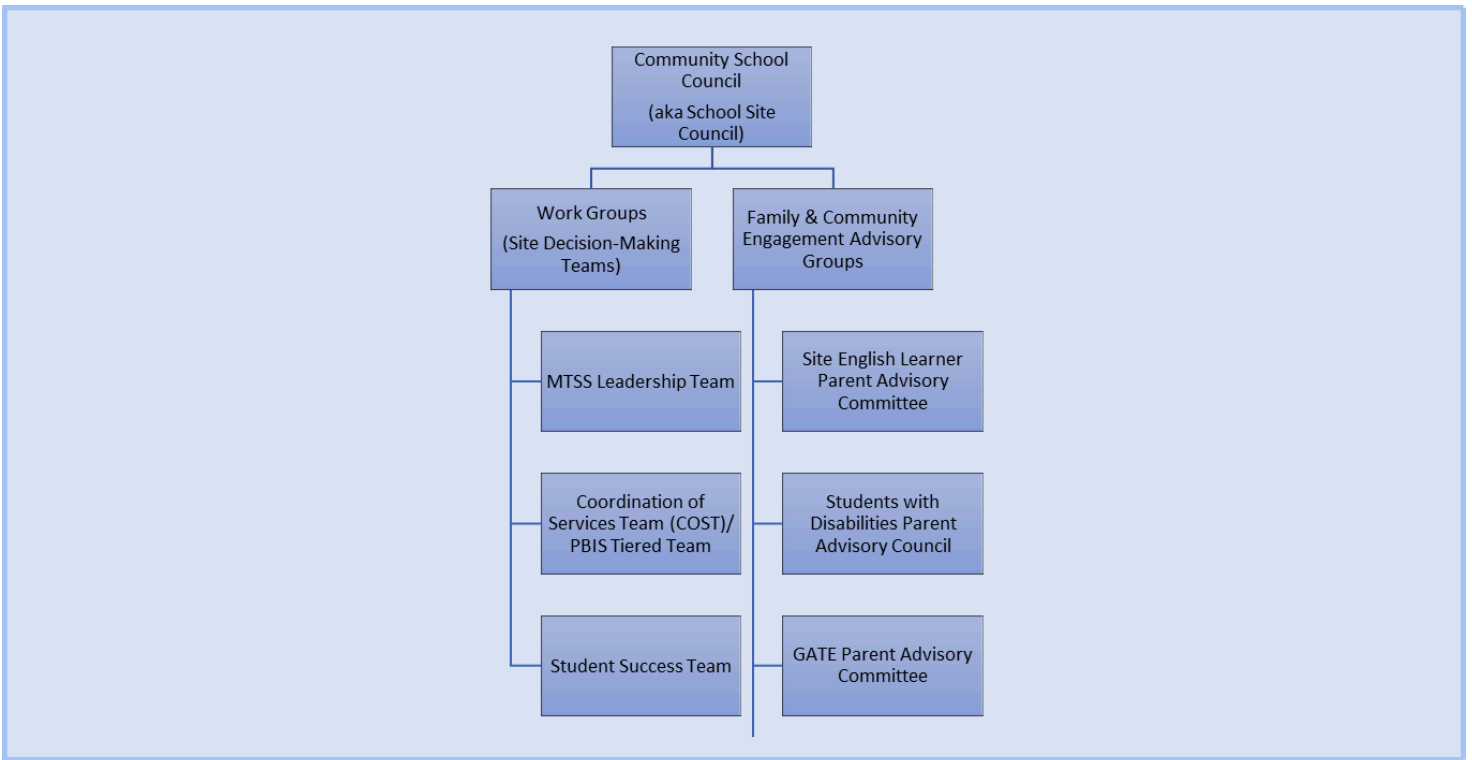 Community School
Council
(aka School Site
Council)
Work Groups
(Site Decision-Making
Teams)
Family & Community
Engagement Advisory
Groups
MTSS Leadership Team
Site English Learner
Parent Advisory
Committee
Coordination of
Services Team (COST)/
PBIS Tiered Team
Students with
Disabilities Parent
Advisory Council
Student Success Team
GATE Parent Advisory
Committee